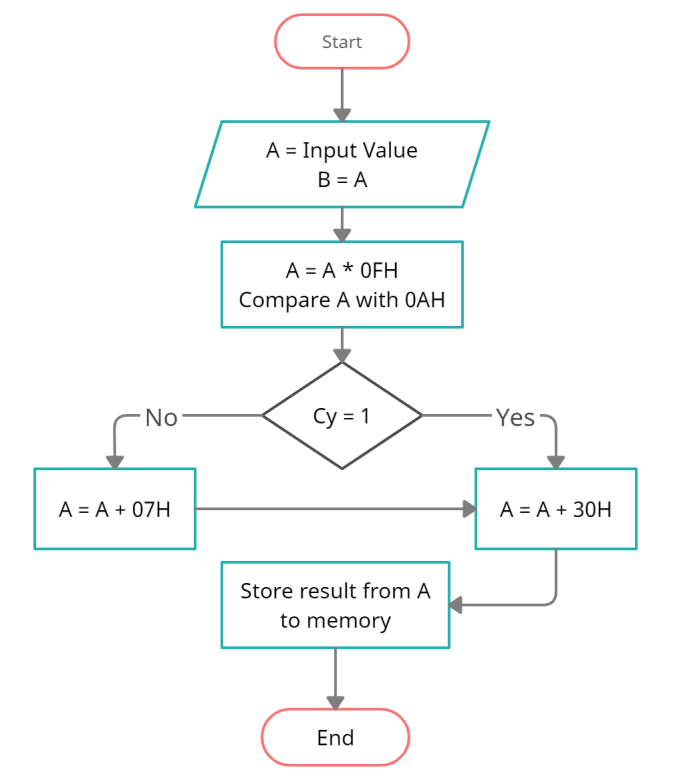 Start
A = Input Value
B = A
A = A * 0FH
Compare A with 0AH
Cy = 1
No
Yes
A = A + 07H
A = A + 30H
Store result from A
to memory
End